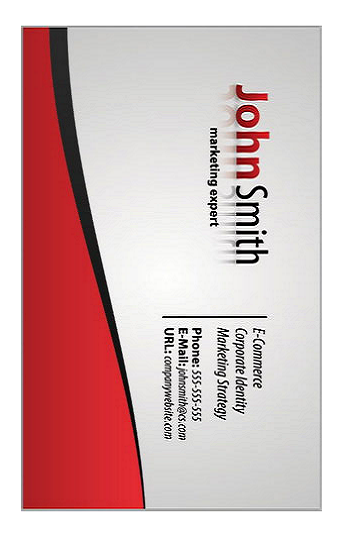 John Smith
marketing expert
E-Commerce
Corporate Identity
Marketing Strategy
Phone: 555-555-555
E-Mail: johnsmith@cs.com
URL: companywebsite.com